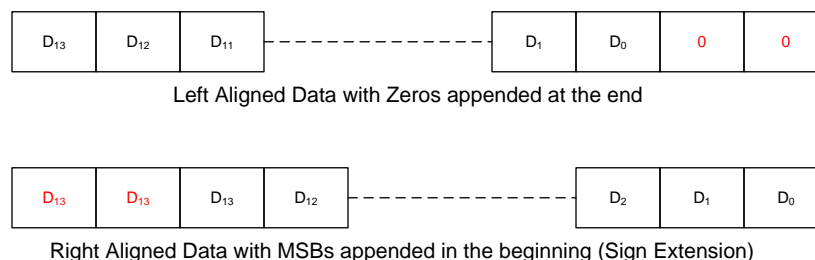 D₁₃ D₁₂ D₁₁ D₁ D₀ 0 0
Left Aligned Data with Zeros appended at the end
D₁₃ D₁₃ D₁₃ D₁₂ D₂ D₁ D₀
Right Aligned Data with MSBs appended in the beginning (Sign Extension)